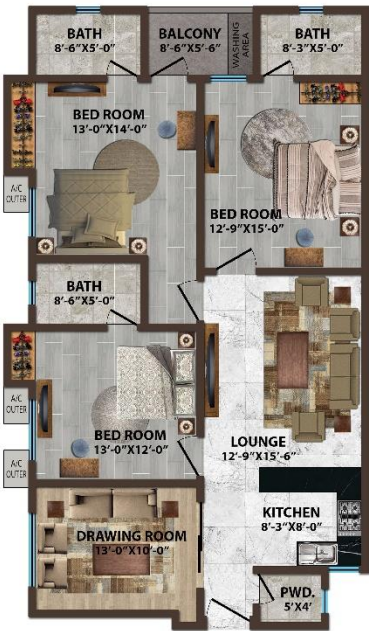 BATH
8'-6"X5'-0"
BALCONY
8'-6"X5'-6"
WASHING
AREA
BATH
8'-3"X5'-0"
BED ROOM
13'-0"X14'-0"
A/C
OUTER
BED ROOM
12'-9"X15'-0"
BATH
8'-6"X5'-0"
A/C
OUTER
BED ROOM
13'-0"X12'-0"
A/C
OUTER
LOUNGE
12'-9"X15'-6"
KITCHEN
8'-3"X8'-0"
DRAWING ROOM
13'-0"X10'-0"
PWD.
5'X4'